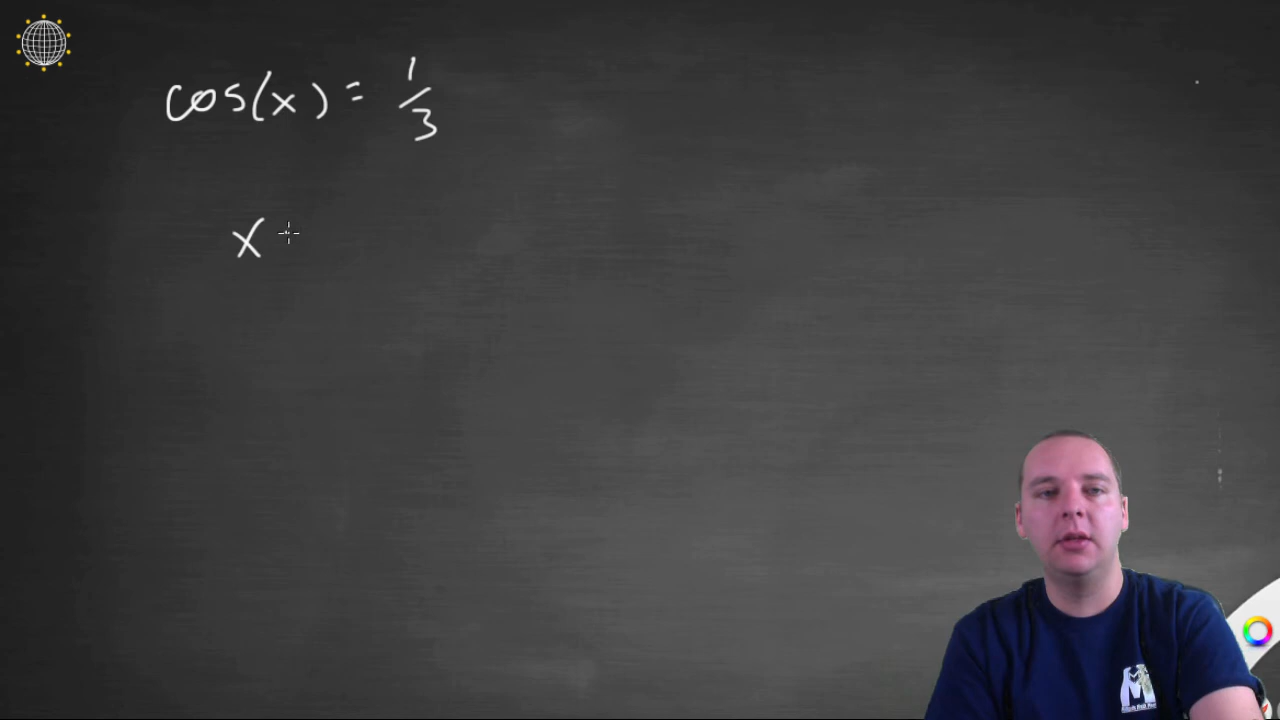 cos(x) = 1/3
x